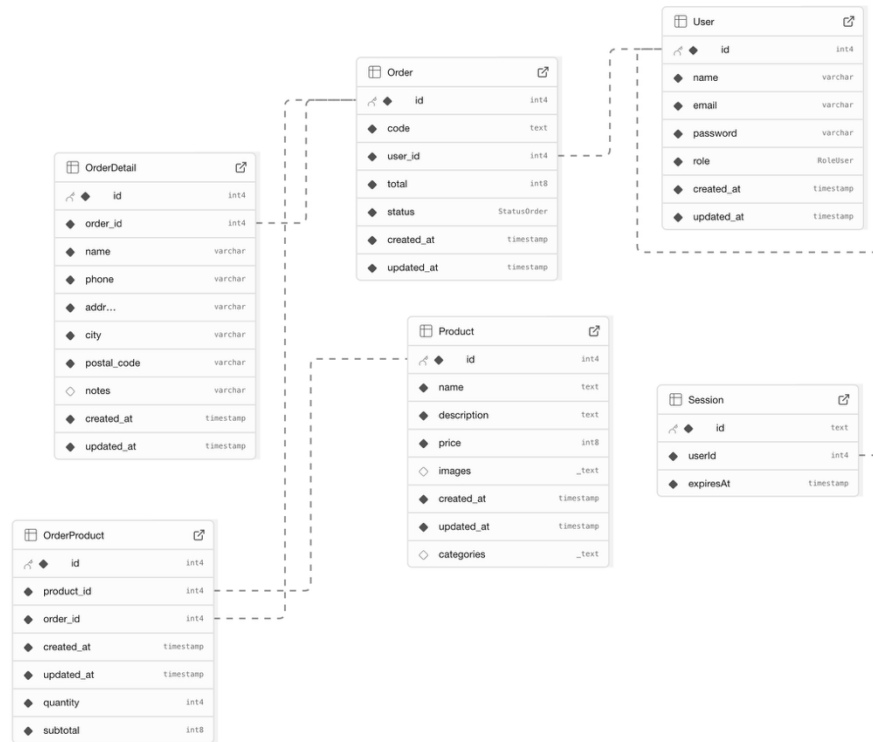 User
id int4
name varchar
email varchar
password varchar
role RoleUser
created_at timestamp
updated_at timestamp
Order
id int4
code text
user_id int4
total int8
status StatusOrder
created_at timestamp
updated_at timestamp
OrderDetail
id int4
order_id int4
name varchar
phone varchar
addr... varchar
city varchar
postal_code varchar
notes varchar
created_at timestamp
updated_at timestamp
Product
id int4
name text
description text
price int8
images _text
created_at timestamp
updated_at timestamp
categories _text
Session
id text
userId int4
expiresAt timestamp
OrderProduct
id int4
product_id int4
order_id int4
created_at timestamp
updated_at timestamp
quantity int4
subtotal int8